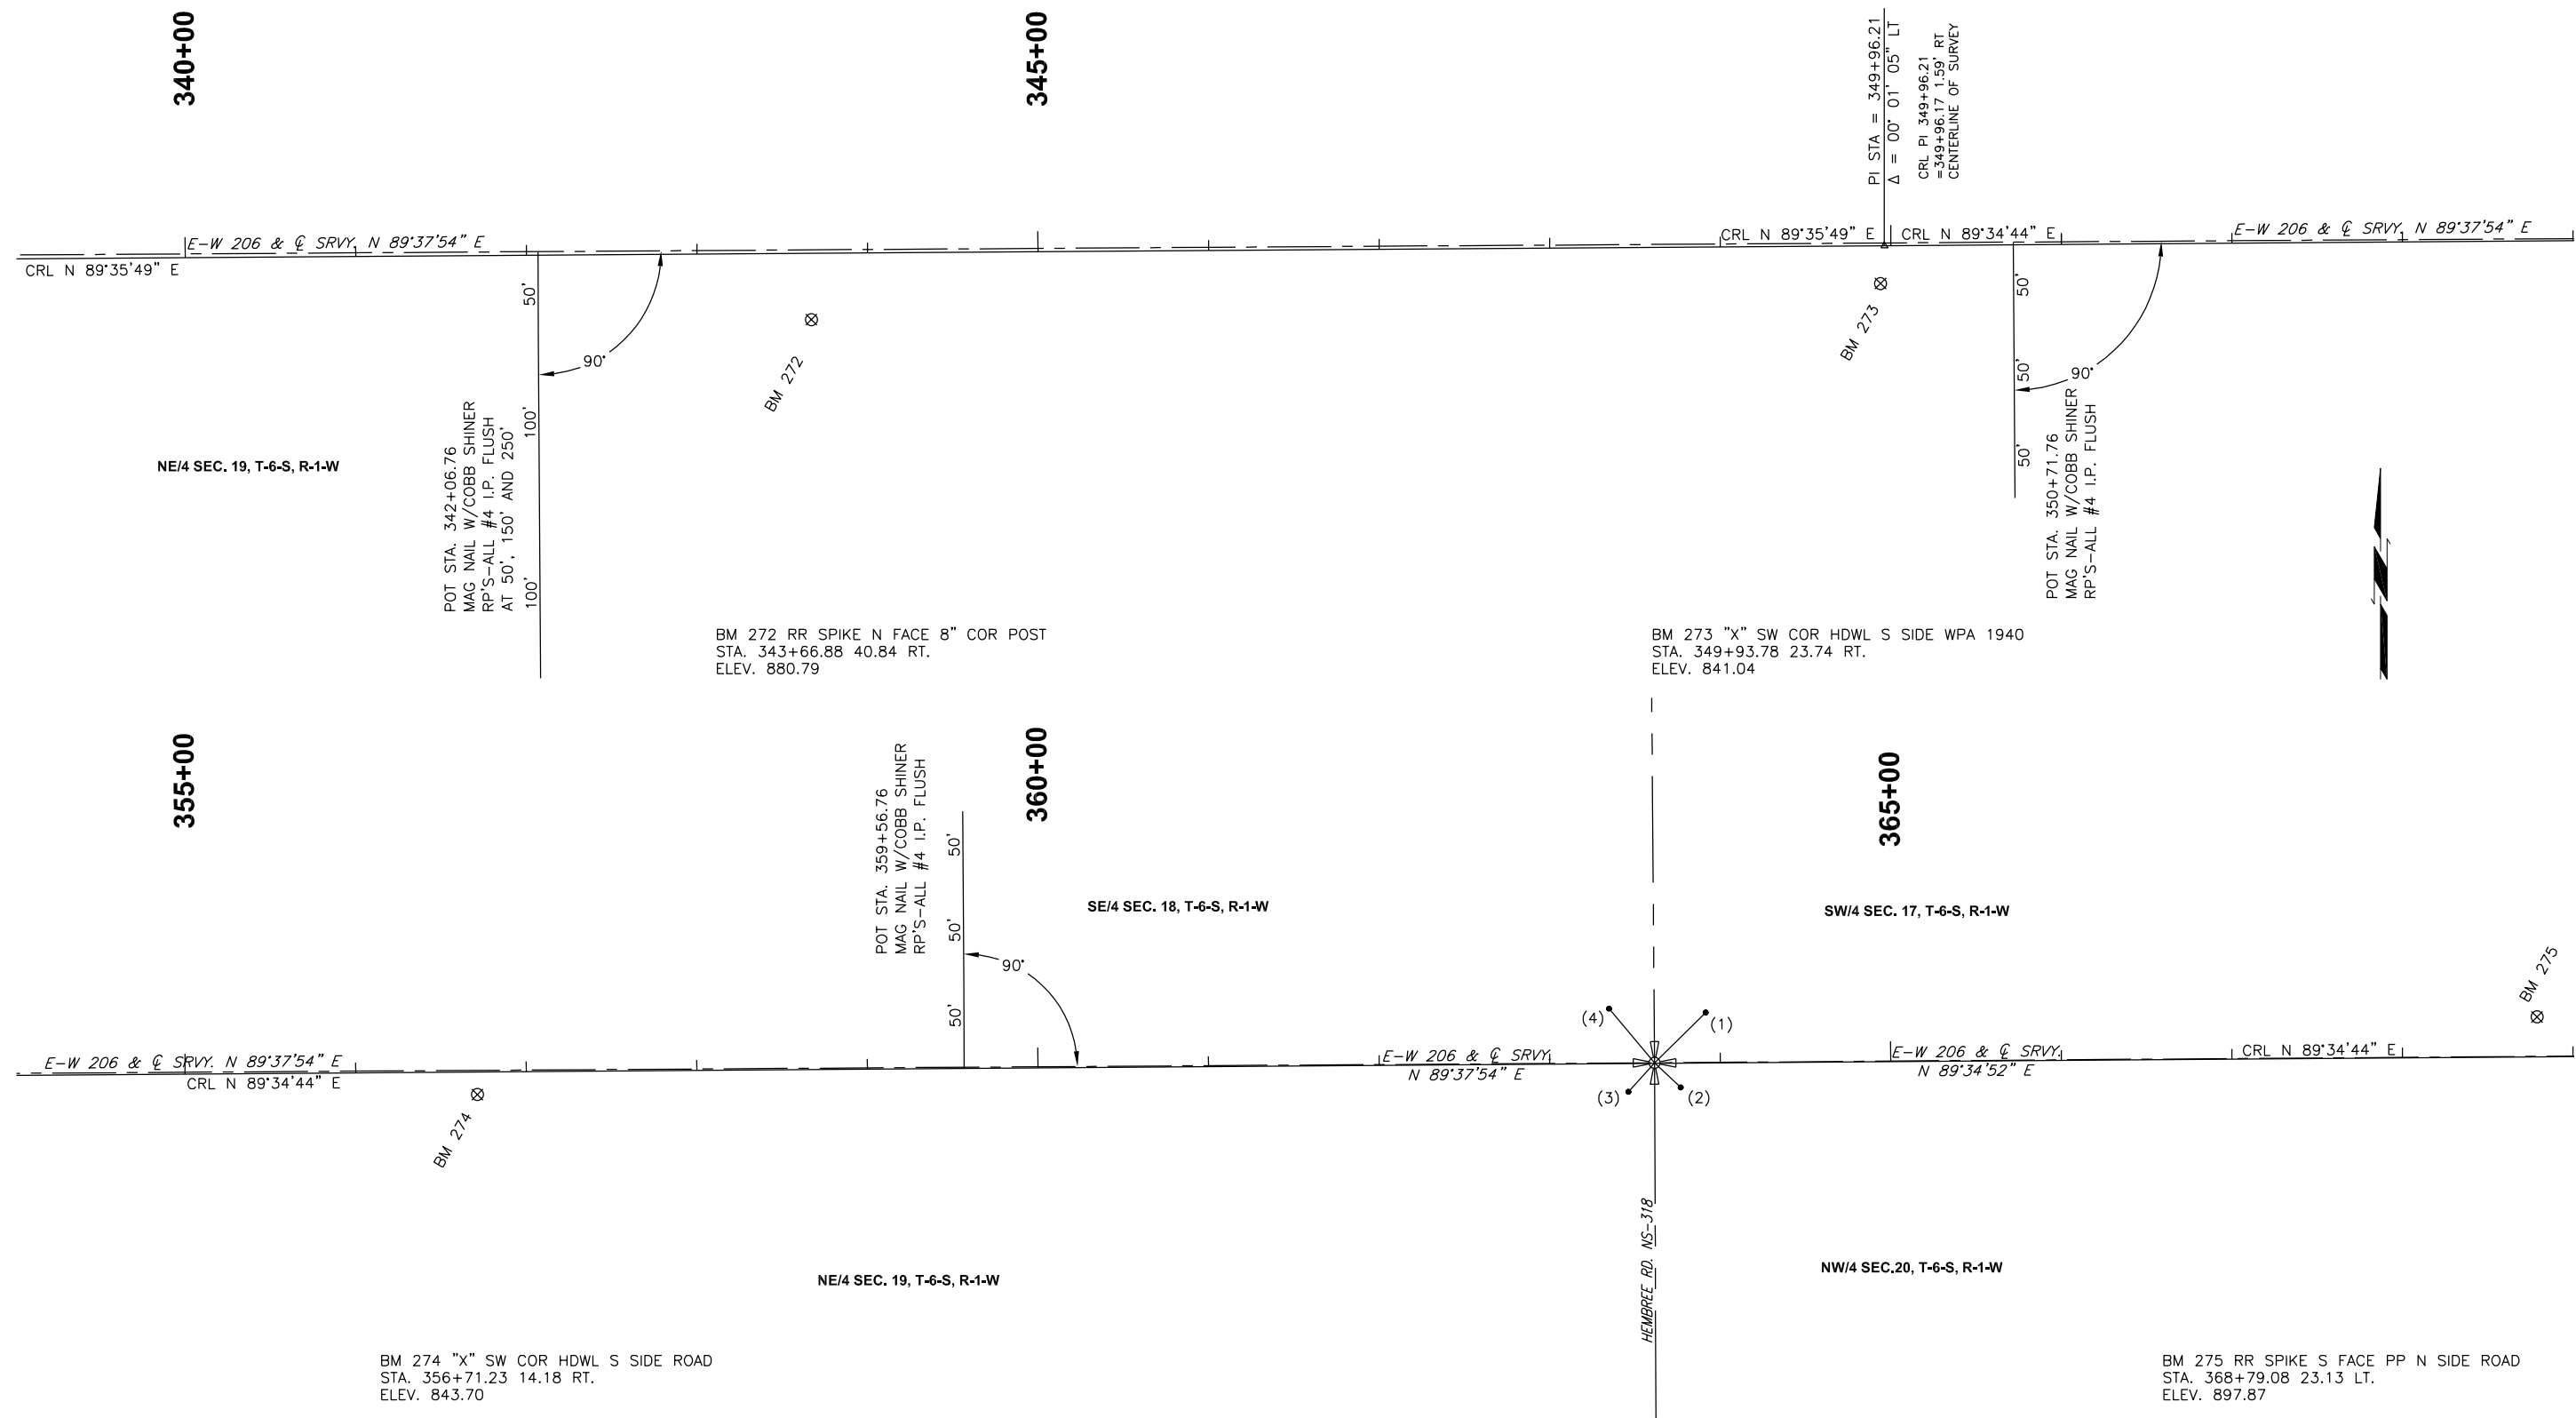 340+00
345+00
PI STA = 349+96.21
Δ = 00° 01' 05" LT
CRL PI 349+96.21
=349+96.17 1.59' RT
CENTERLINE OF SURVEY
E-W 206 & ℄ SRVY. N 89°37'54" E
CRL N 89°35'49" E
CRL N 89°35'49" E
CRL N 89°34'44" E
E-W 206 & ℄ SRVY. N 89°37'54" E
50'
100'
100'
90°
BM 272
BM 273
50'
50'
50'
90°
NE/4 SEC. 19, T-6-S, R-1-W
POT STA. 342+06.76
MAG NAIL W/COBB SHINER
RP'S-ALL #4 I.P. FLUSH
AT 50', 150' AND 250'
POT STA. 350+71.76
MAG NAIL W/COBB SHINER
RP'S-ALL #4 I.P. FLUSH
N
BM 272 RR SPIKE N FACE 8" COR POST
STA. 343+66.88 40.84 RT.
ELEV. 880.79
BM 273 "X" SW COR HDWL S SIDE WPA 1940
STA. 349+93.78 23.74 RT.
ELEV. 841.04
355+00
360+00
365+00
POT STA. 359+56.76
MAG NAIL W/COBB SHINER
RP'S-ALL #4 I.P. FLUSH
50'
50'
50'
90°
SE/4 SEC. 18, T-6-S, R-1-W
SW/4 SEC. 17, T-6-S, R-1-W
BM 275
(4)
(1)
(3)
(2)
E-W 206 & ℄ SRVY. N 89°37'54" E
CRL N 89°34'44" E
E-W 206 & ℄ SRVY.
N 89°37'54" E
E-W 206 & ℄ SRVY.
N 89°34'52" E
CRL N 89°34'44" E
BM 274
HEMBREE RD. NS-318
NE/4 SEC. 19, T-6-S, R-1-W
NW/4 SEC.20, T-6-S, R-1-W
BM 274 "X" SW COR HDWL S SIDE ROAD
STA. 356+71.23 14.18 RT.
ELEV. 843.70
BM 275 RR SPIKE S FACE PP N SIDE ROAD
STA. 368+79.08 23.13 LT.
ELEV. 897.87